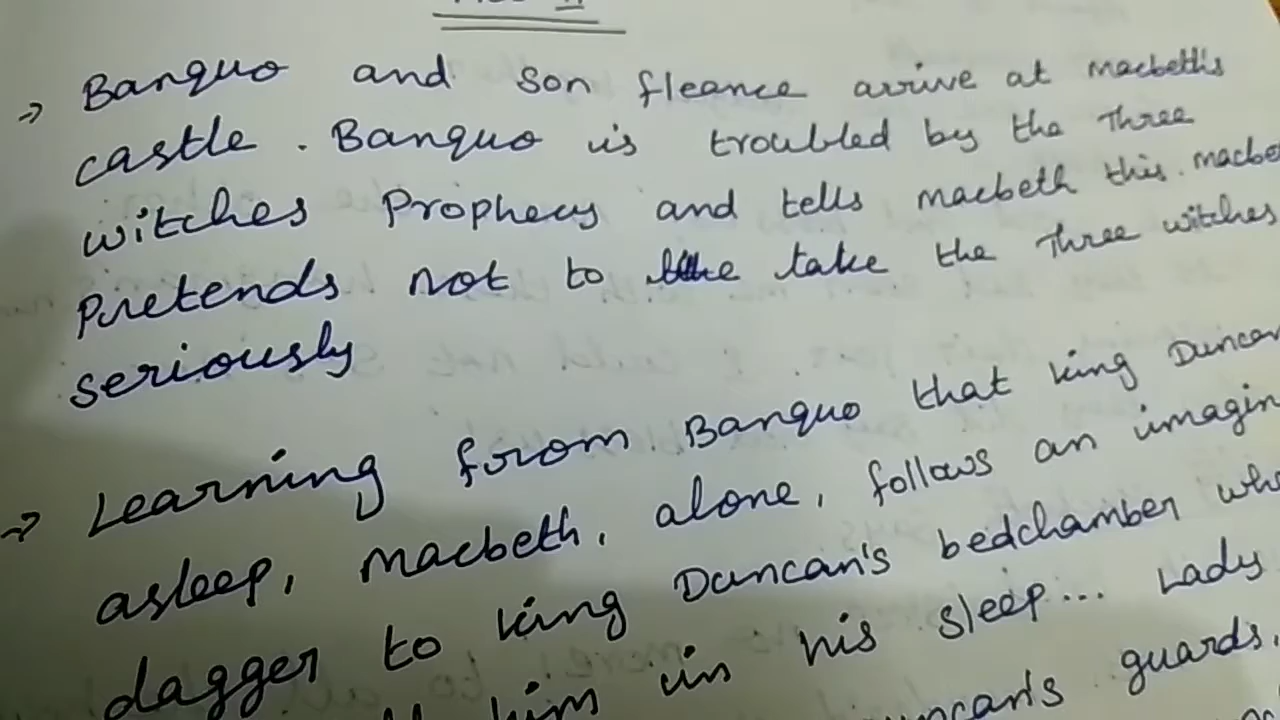 → Banquo and son fleance arrive at macbeth's
castle. Banquo is troubled by the Three
witches Prophecy and tells macbeth this. macbe
Pretends not to take the Three witches
seriously
→ Learning from Banquo that king Duncan
asleep, macbeth, alone, follows an imagin
dagger to king Duncan's bedchamber whe
him in his sleep... Lady
guards.